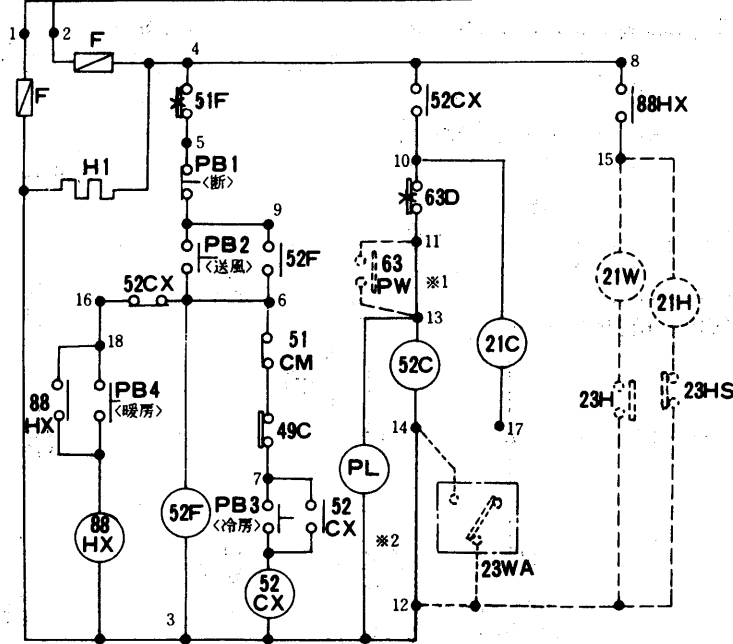 1
2
F
4
8
F
51F
52CX
88HX
5
H1
PB1
〈断〉
10
15
63D
9
PB2
〈送風〉
52F
11
63
PW
※1
21W
21H
52CX
16
6
13
18
51
CM
52C
21C
88
HX
PB4
〈暖房〉
23H
23HS
49C
14
17
7
PL
PB3
〈冷房〉
52
CX
52F
88
HX
※2
23WA
52
CX
3
12